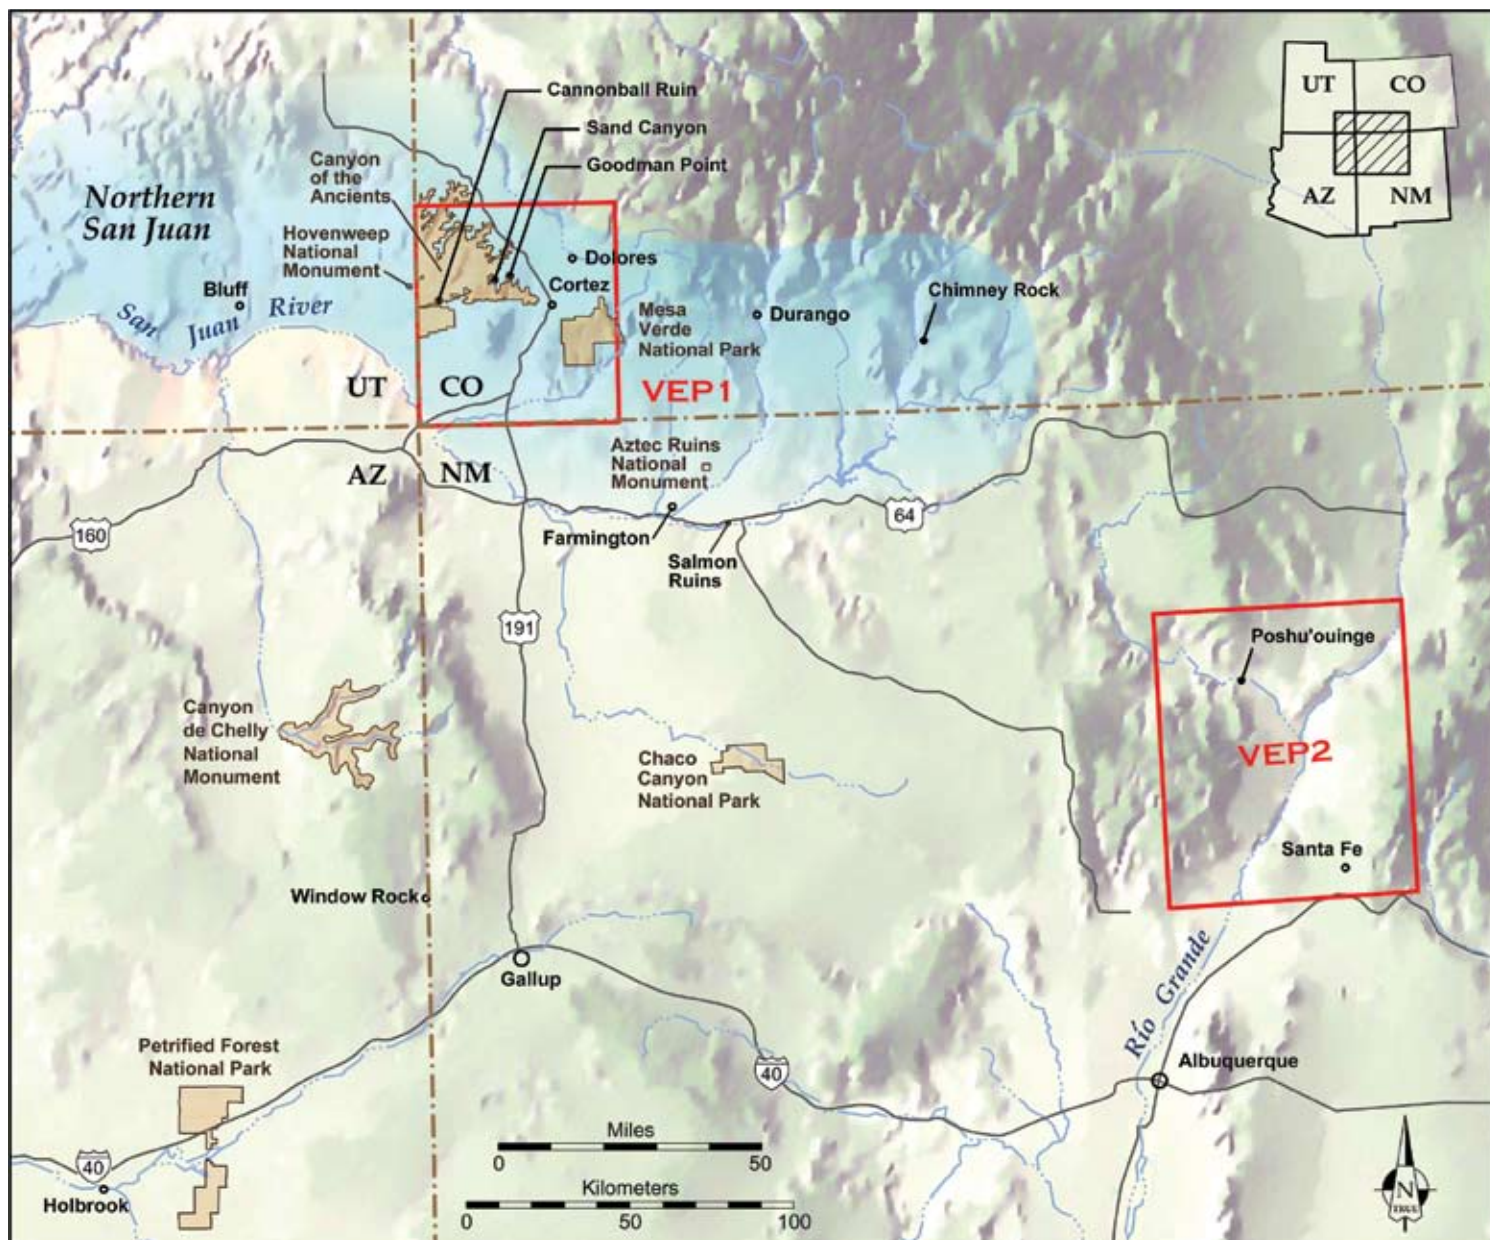 Cannonball Ruin
Sand Canyon
Goodman Point
Canyon
of the
Ancients
Northern
San Juan
Hovenweep
National
Monument
Dolores
Cortez
Bluff
San Juan River
Mesa
Verde
National Park
Durango
Chimney Rock
UT
CO
AZ
NM
UT
CO
VEP1
AZ
NM
Aztec Ruins
National
Monument
160
64
Farmington
Salmon
Ruins
191
Poshu'ouinge
Canyon
de Chelly
National
Monument
Chaco
Canyon
National Park
VEP2
Santa Fe
Window Rock
Gallup
Río Grande
Petrified Forest
National Park
Albuquerque
40
40
Holbrook
Miles
0
50
Kilometers
0
50
100
N